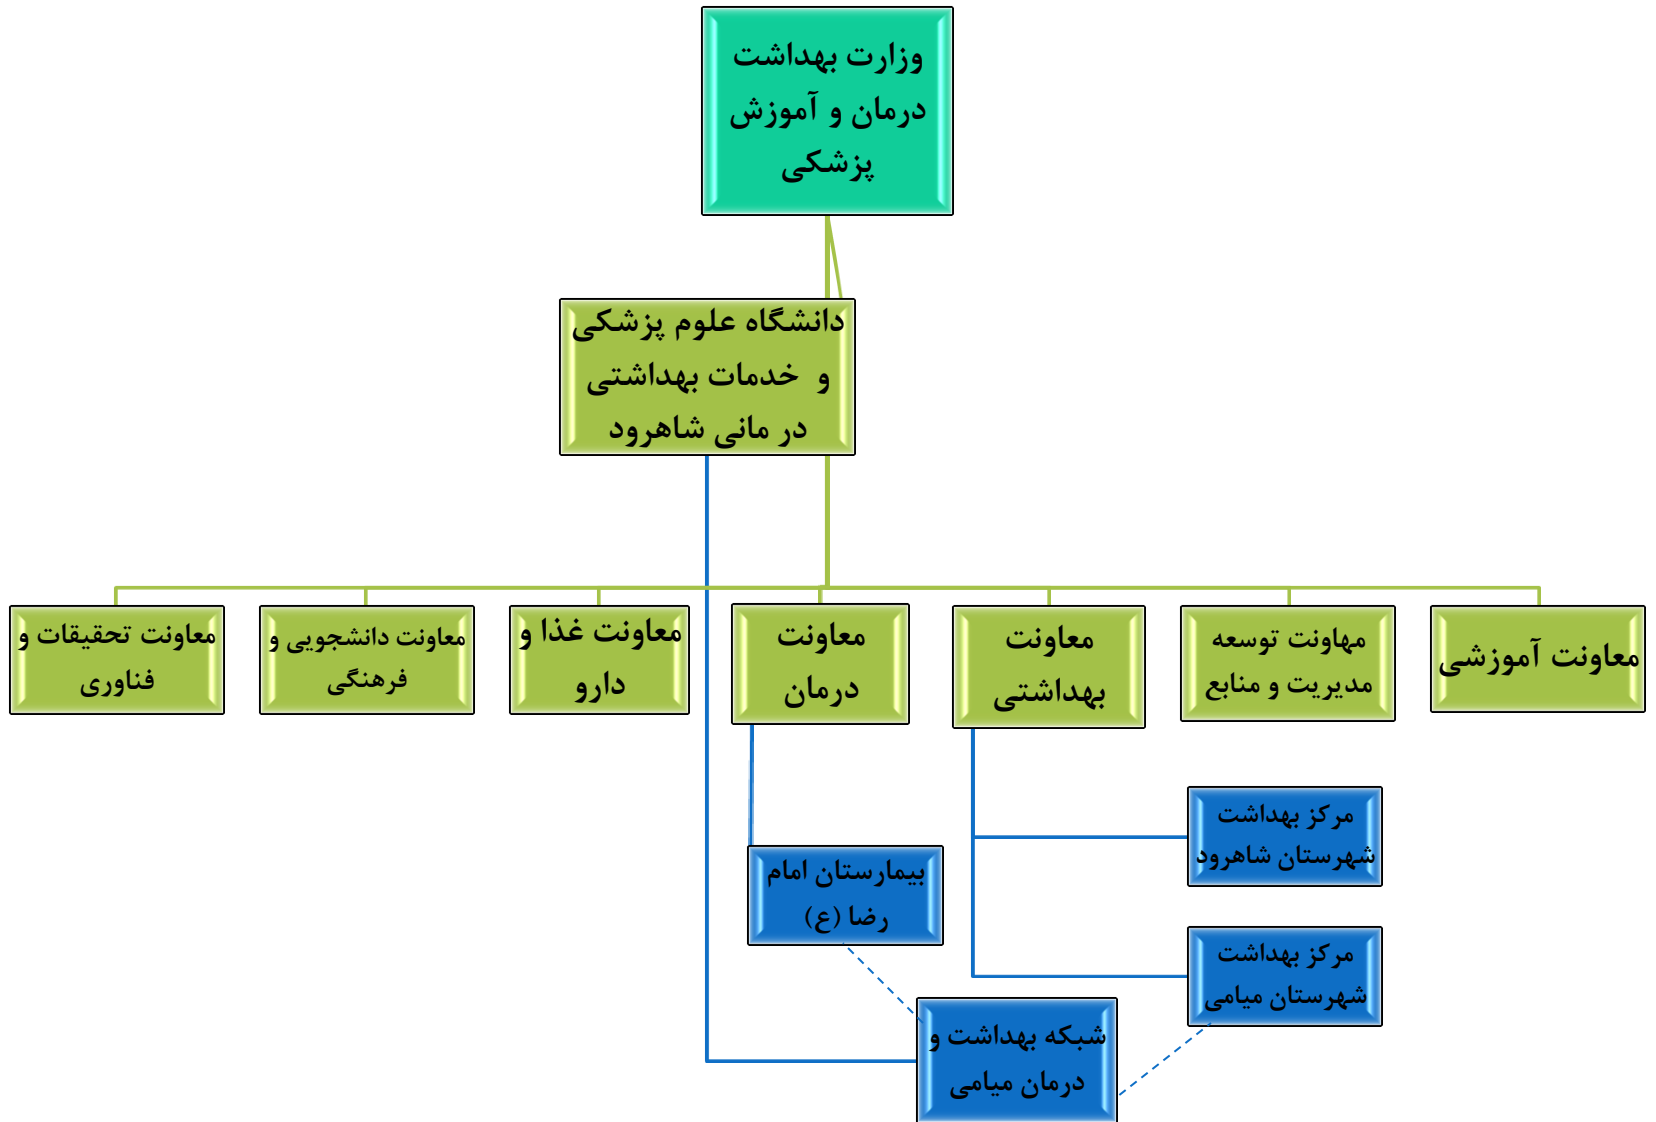 وزارت بهداشت
درمان و آموزش
پزشکی
دانشگاه علوم پزشکی
و خدمات بهداشتی
در مانی شاهرود
معاونت آموزشی
مهاونت توسعه
مدیریت و منابع
معاونت
بهداشتی
معاونت
درمان
معاونت غذا و
دارو
معاونت دانشجویی و
فرهنگی
معاونت تحقیقات و
فناوری
مرکز بهداشت
شهرستان شاهرود
بیمارستان امام
رضا (ع)
مرکز بهداشت
شهرستان میامی
شبکه بهداشت و
درمان میامی